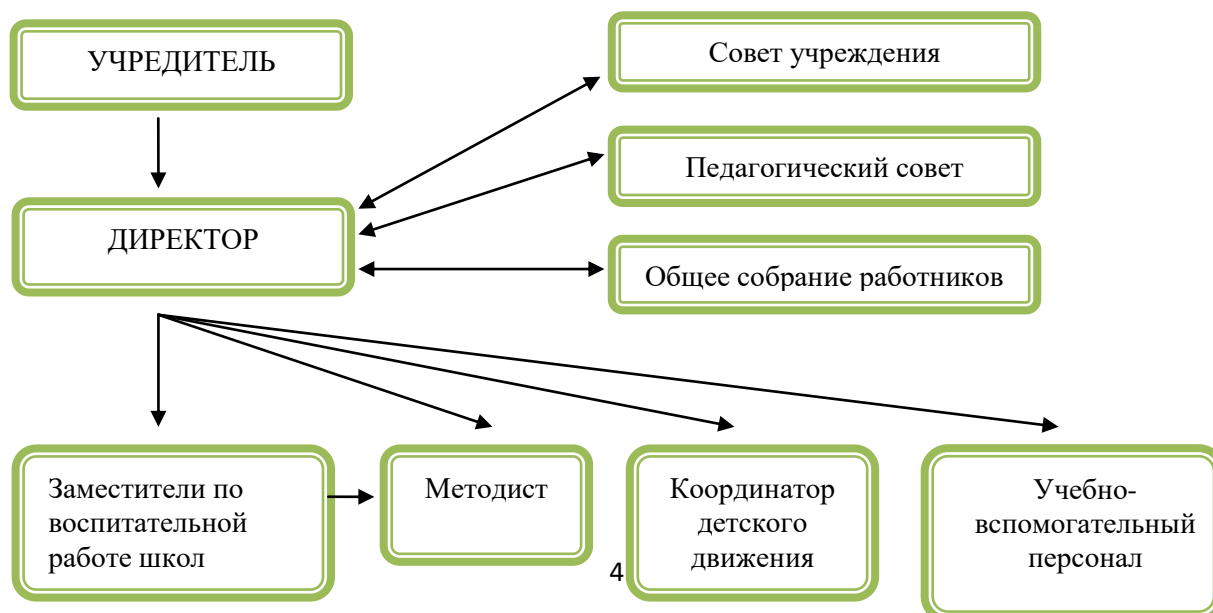 УЧРЕДИТЕЛЬ
Совет учреждения
Педагогический совет
ДИРЕКТОР
Общее собрание работников
Заместители по
воспитательной
работе школ
Методист
Координатор
детского
движения
Учебно-
вспомогательный
персонал
4